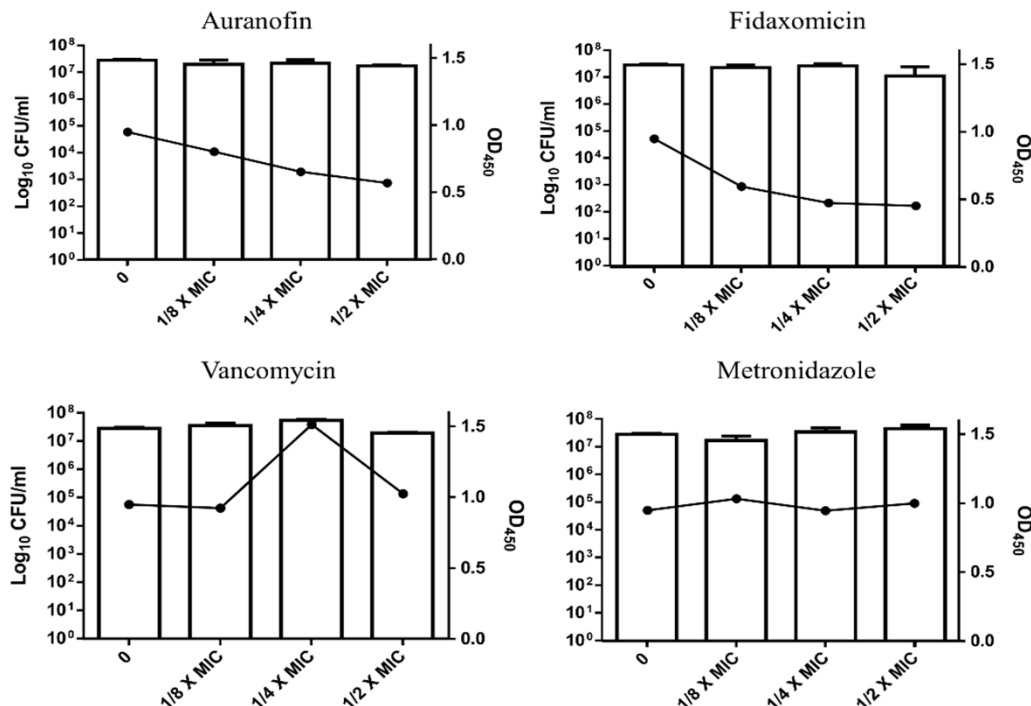 Auranofin
Log₁₀ CFU/ml
10⁸
10⁷
10⁶
10⁵
10⁴
10³
10²
10¹
10⁰
1.5
1.0
0.5
0.0
OD₄₅₀
0
1/8 X MIC
1/4 X MIC
1/2 X MIC
Fidaxomicin
Log₁₀ CFU/ml
10⁸
10⁷
10⁶
10⁵
10⁴
10³
10²
10¹
10⁰
1.5
1.0
0.5
0.0
OD₄₅₀
0
1/8 X MIC
1/4 X MIC
1/2 X MIC
Vancomycin
Log₁₀ CFU/ml
10⁸
10⁷
10⁶
10⁵
10⁴
10³
10²
10¹
10⁰
1.5
1.0
0.5
0.0
OD₄₅₀
0
1/8 X MIC
1/4 X MIC
1/2 X MIC
Metronidazole
Log₁₀ CFU/ml
10⁸
10⁷
10⁶
10⁵
10⁴
10³
10²
10¹
10⁰
1.5
1.0
0.5
0.0
OD₄₅₀
0
1/8 X MIC
1/4 X MIC
1/2 X MIC